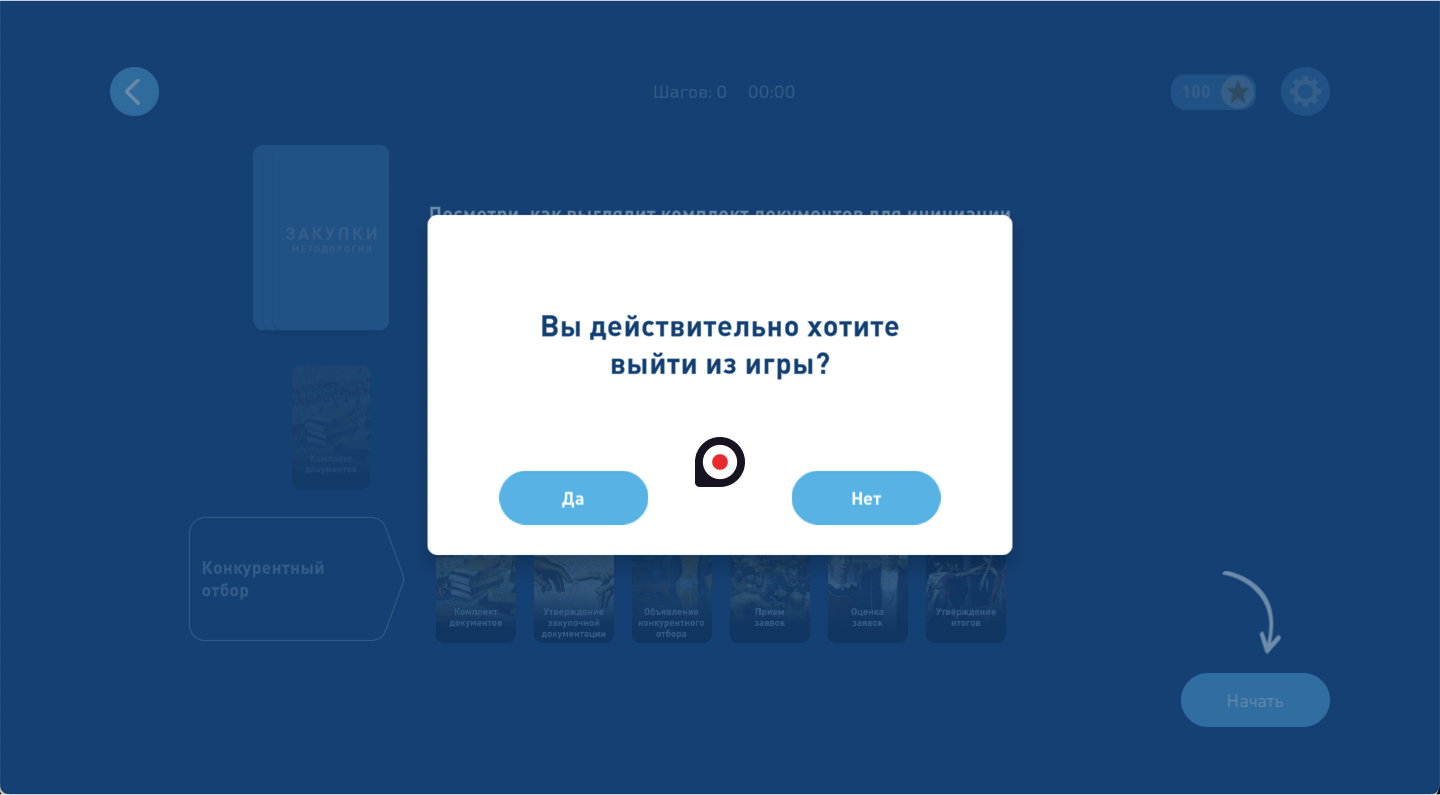 Шагов: 0 00:00
100
ЗАКУПКИ
МЕТОДОЛОГИЯ
Посмотри, как выглядит комплект документов для инициации
Вы действительно хотите
выйти из игры?
Да
Нет
Комплект
документов
Конкурентный
отбор
Комплект
документов
Утверждение
закупочной
документации
Объявление
конкурентного
отбора
Прием
заявок
Оценка
заявок
Утверждение
итогов
Начать